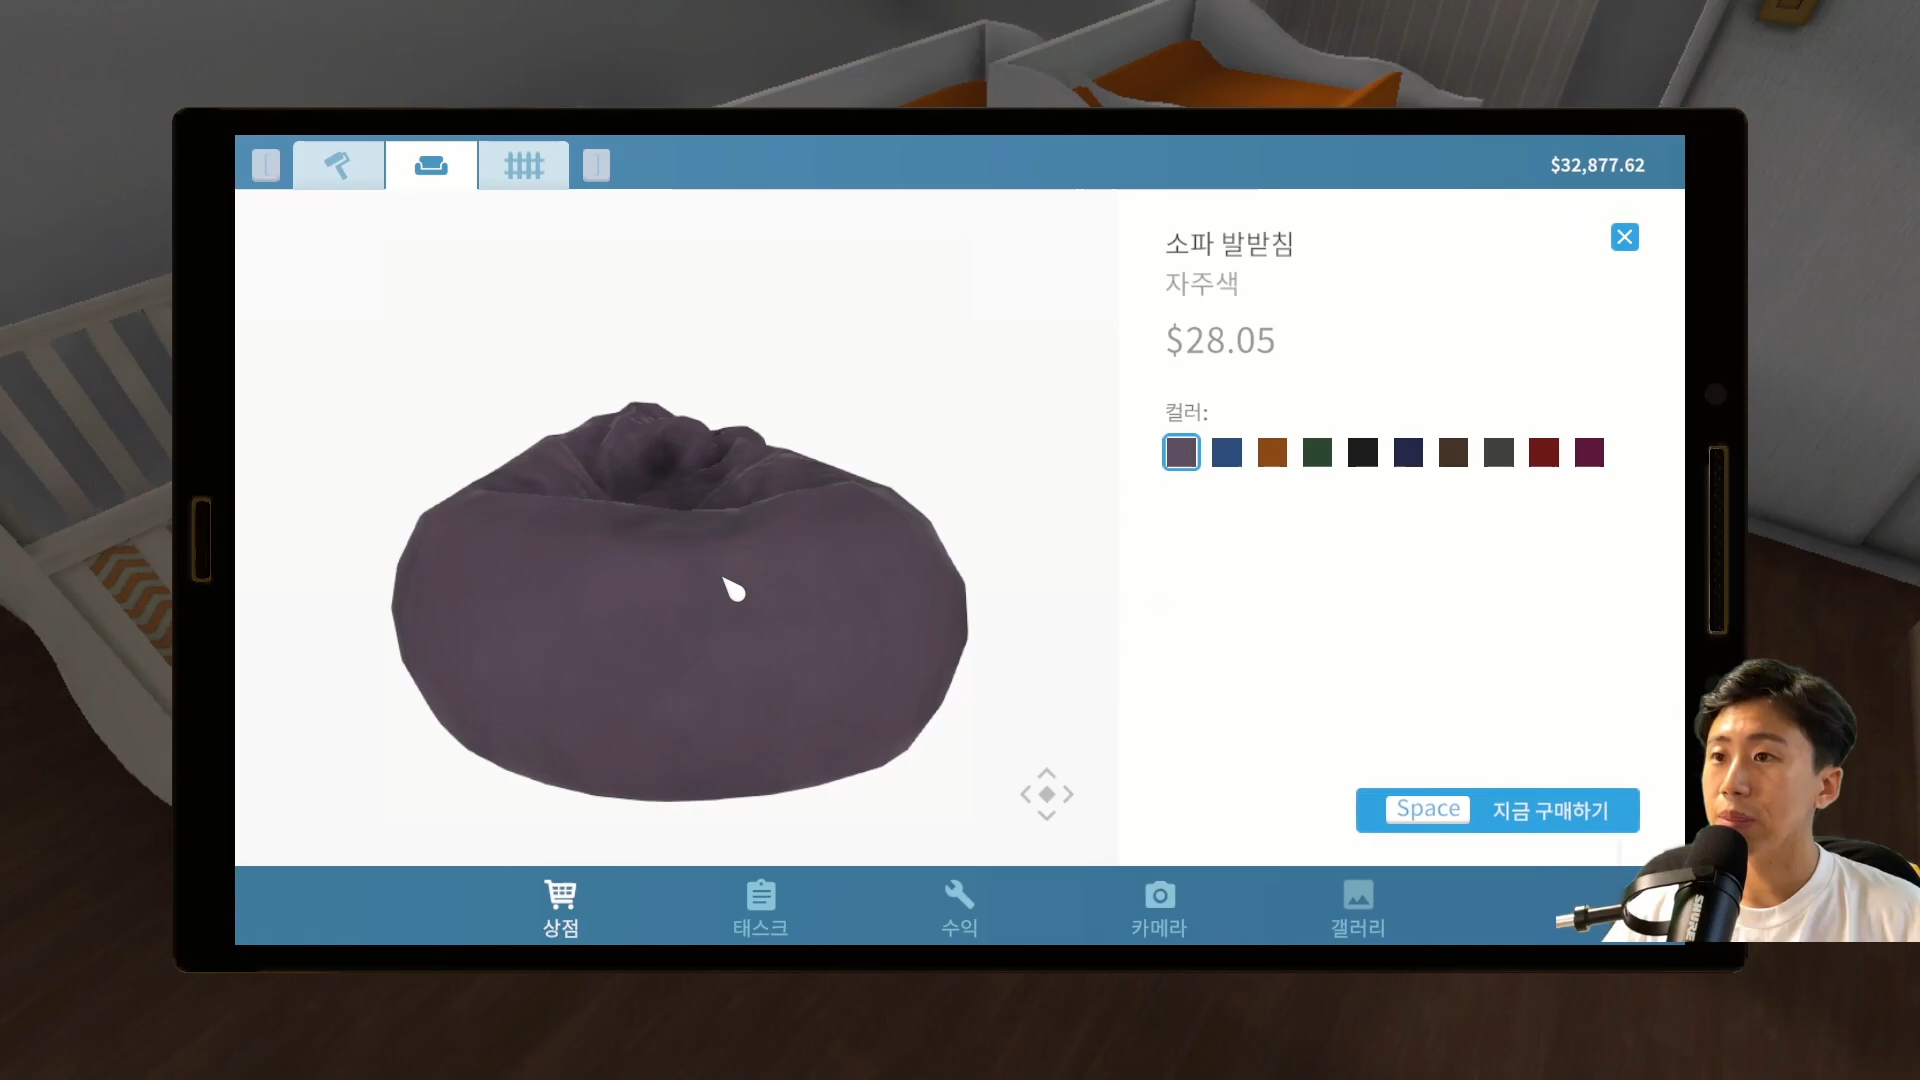 [
]
$32,877.62
소파 발받침
자주색
$28.05
컬러:
Space 지금 구매하기
상점
태스크
수익
카메라
갤러리
SHURE